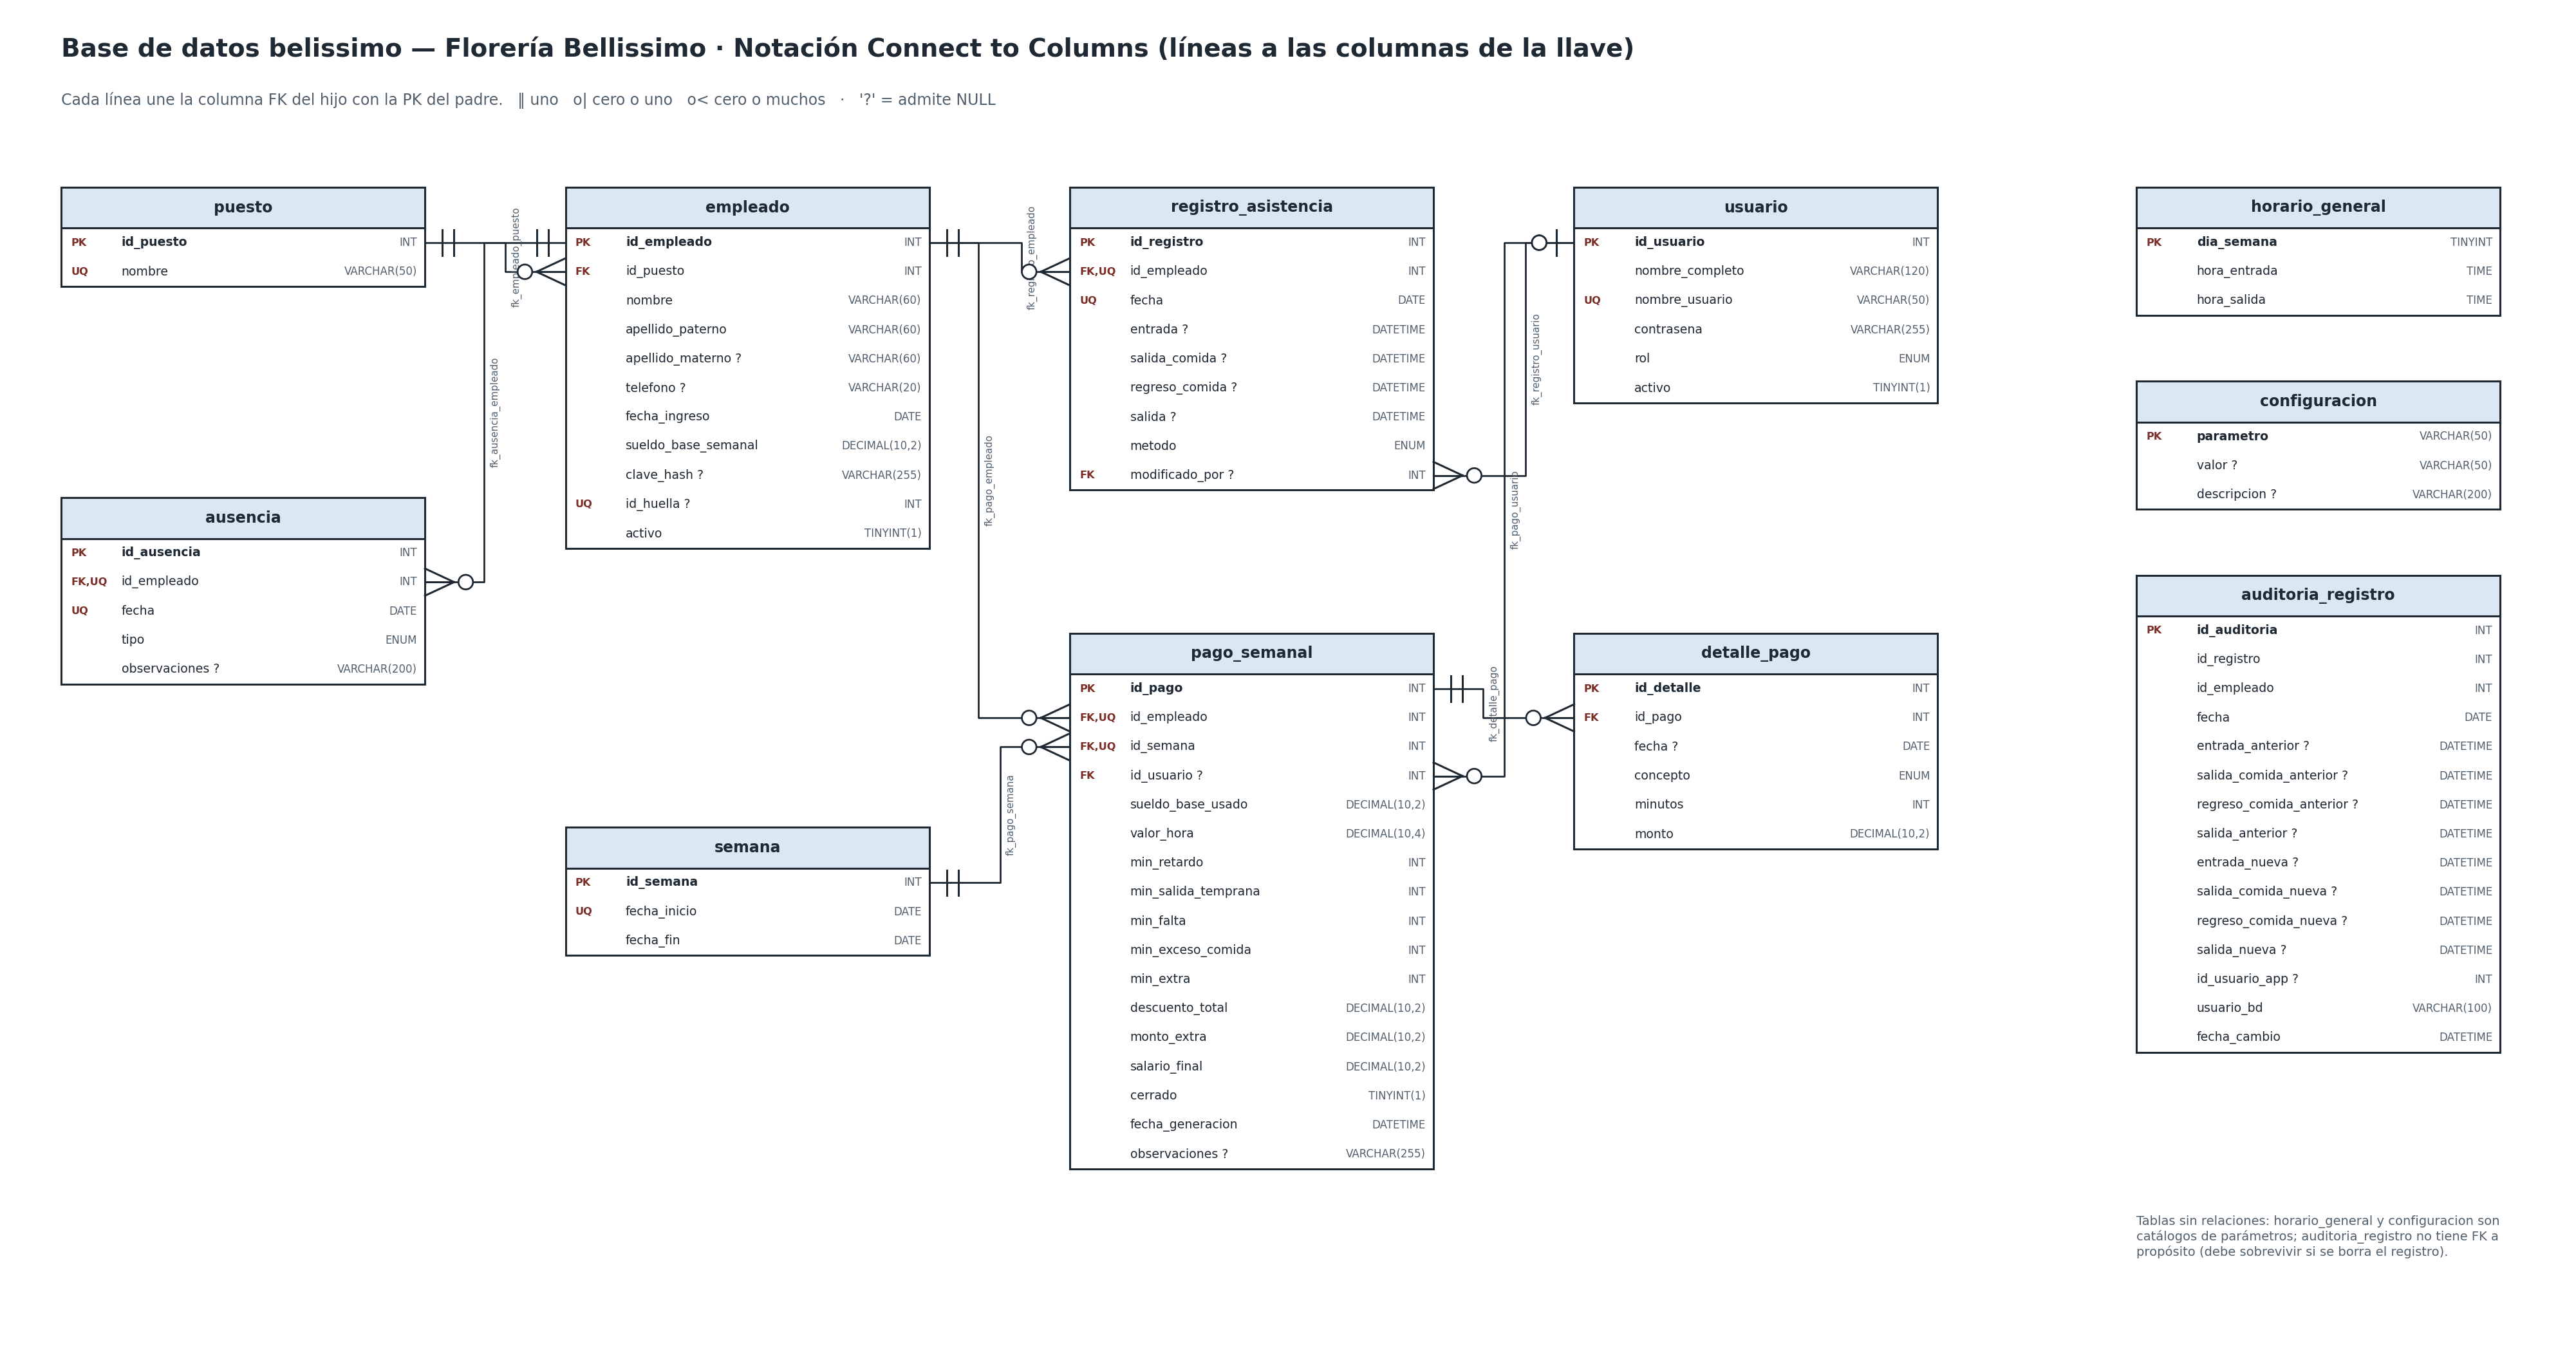 Base de datos belissimo — Florería Bellissimo · Notación Connect to Columns (líneas a las columnas de la llave)
Cada línea une la columna FK del hijo con la PK del padre. ‖ uno o| cero o uno o< cero o muchos · '?' = admite NULL
puesto
PK id_puesto INT
UQ nombre VARCHAR(50)
fk_empleado_puesto
fk_ausencia_empleado
ausencia
PK id_ausencia INT
FK,UQ id_empleado INT
UQ fecha DATE
tipo ENUM
observaciones ? VARCHAR(200)
empleado
PK id_empleado INT
FK id_puesto INT
nombre VARCHAR(60)
apellido_paterno VARCHAR(60)
apellido_materno ? VARCHAR(60)
telefono ? VARCHAR(20)
fecha_ingreso DATE
sueldo_base_semanal DECIMAL(10,2)
clave_hash ? VARCHAR(255)
UQ id_huella ? INT
activo TINYINT(1)
semana
PK id_semana INT
UQ fecha_inicio DATE
fecha_fin DATE
fk_registro_empleado
fk_pago_empleado
fk_pago_semana
registro_asistencia
PK id_registro INT
FK,UQ id_empleado INT
UQ fecha DATE
entrada ? DATETIME
salida_comida ? DATETIME
regreso_comida ? DATETIME
salida ? DATETIME
metodo ENUM
FK modificado_por ? INT
pago_semanal
PK id_pago INT
FK,UQ id_empleado INT
FK,UQ id_semana INT
FK id_usuario ? INT
sueldo_base_usado DECIMAL(10,2)
valor_hora DECIMAL(10,4)
min_retardo INT
min_salida_temprana INT
min_falta INT
min_exceso_comida INT
min_extra INT
descuento_total DECIMAL(10,2)
monto_extra DECIMAL(10,2)
salario_final DECIMAL(10,2)
cerrado TINYINT(1)
fecha_generacion DATETIME
observaciones ? VARCHAR(255)
fk_registro_usuario
fk_pago_usuario
fk_detalle_pago
usuario
PK id_usuario INT
nombre_completo VARCHAR(120)
UQ nombre_usuario VARCHAR(50)
contrasena VARCHAR(255)
rol ENUM
activo TINYINT(1)
detalle_pago
PK id_detalle INT
FK id_pago INT
fecha ? DATE
concepto ENUM
minutos INT
monto DECIMAL(10,2)
horario_general
PK dia_semana TINYINT
hora_entrada TIME
hora_salida TIME
configuracion
PK parametro VARCHAR(50)
valor ? VARCHAR(50)
descripcion ? VARCHAR(200)
auditoria_registro
PK id_auditoria INT
id_registro INT
id_empleado INT
fecha DATE
entrada_anterior ? DATETIME
salida_comida_anterior ? DATETIME
regreso_comida_anterior ? DATETIME
salida_anterior ? DATETIME
entrada_nueva ? DATETIME
salida_comida_nueva ? DATETIME
regreso_comida_nueva ? DATETIME
salida_nueva ? DATETIME
id_usuario_app ? INT
usuario_bd VARCHAR(100)
fecha_cambio DATETIME
Tablas sin relaciones: horario_general y configuracion son
catálogos de parámetros; auditoria_registro no tiene FK a
propósito (debe sobrevivir si se borra el registro).